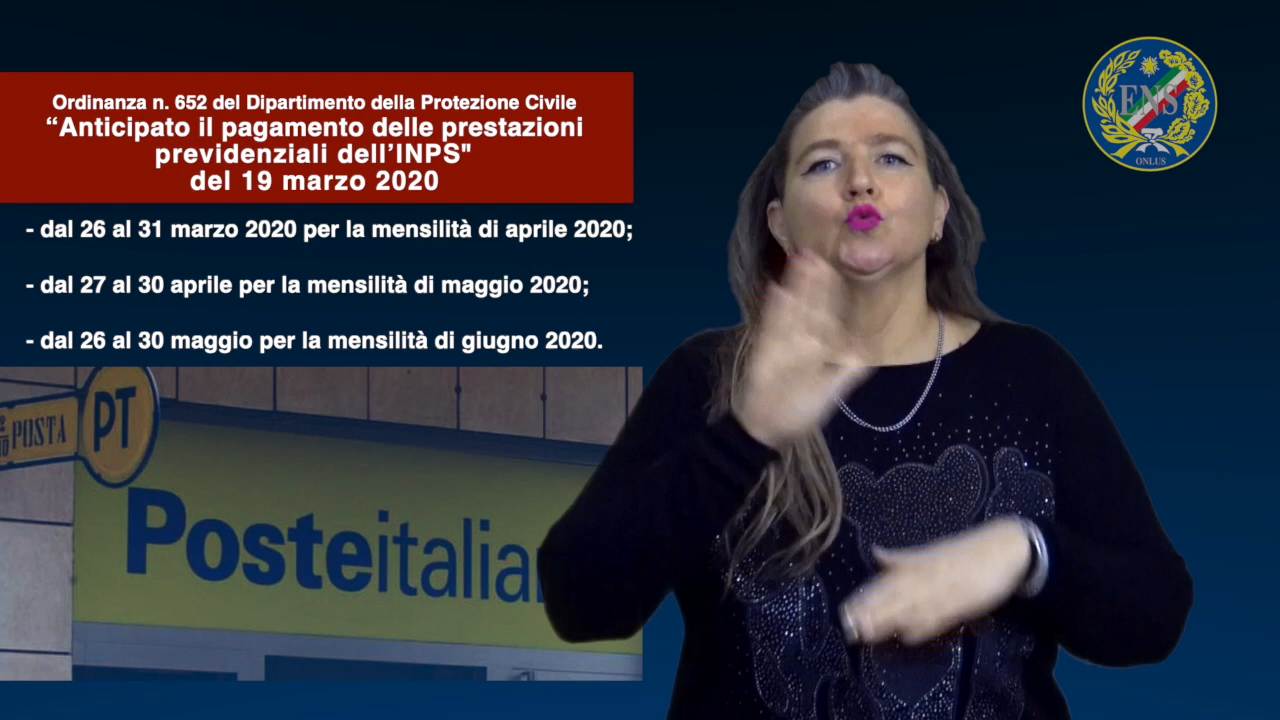 Ordinanza n. 652 del Dipartimento della Protezione Civile
“Anticipato il pagamento delle prestazioni
previdenziali dell’INPS"
del 19 marzo 2020
- dal 26 al 31 marzo 2020 per la mensilità di aprile 2020;
- dal 27 al 30 aprile per la mensilità di maggio 2020;
- dal 26 al 30 maggio per la mensilità di giugno 2020.
ENS
ONLUS
POSTA
PT
Posteitalian